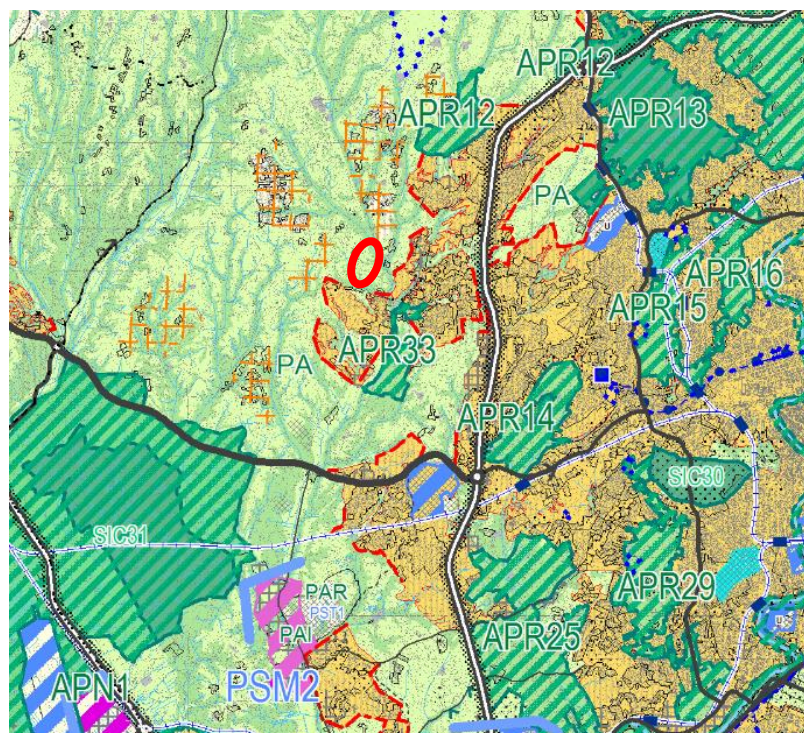 APR12
APR12
APR13
PA
U
APR16
APR15
APR33
PA
APR14
SIC30
SIC31
PAR
PST1
APR29
PAI
APR25
APN1
PSM2